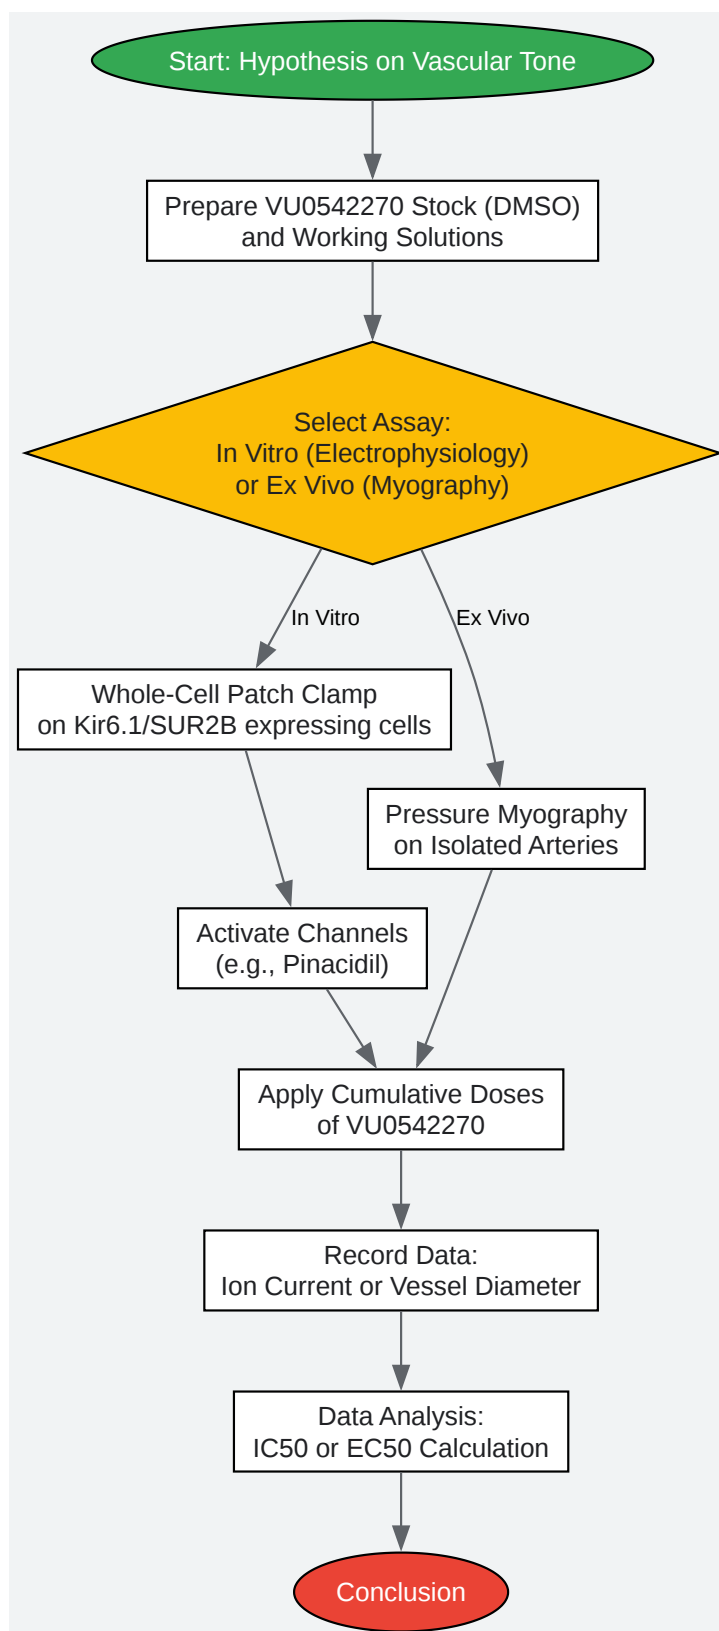 Start: Hypothesis on Vascular Tone
Prepare VU0542270 Stock (DMSO)
and Working Solutions
Select Assay:
In Vitro (Electrophysiology)
or Ex Vivo (Myography)
In Vitro
Ex Vivo
Whole-Cell Patch Clamp
on Kir6.1/SUR2B expressing cells
Pressure Myography
on Isolated Arteries
Activate Channels
(e.g., Pinacidil)
Apply Cumulative Doses
of VU0542270
Record Data:
Ion Current or Vessel Diameter
Data Analysis:
IC50 or EC50 Calculation
Conclusion